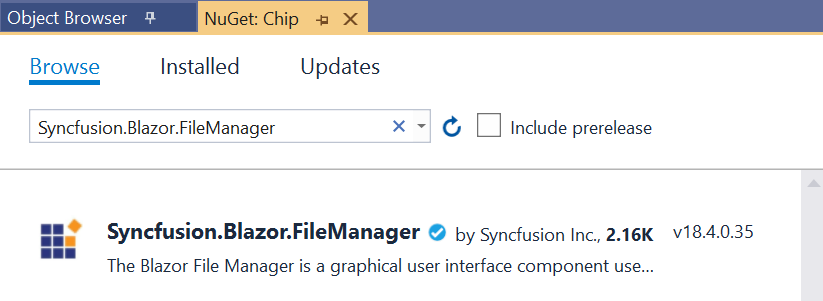 Object Browser NuGet: Chip
Browse Installed Updates
Syncfusion.Blazor.FileManager Include prerelease
Syncfusion.Blazor.FileManager by Syncfusion Inc., 2.16K v18.4.0.35
The Blazor File Manager is a graphical user interface component use...